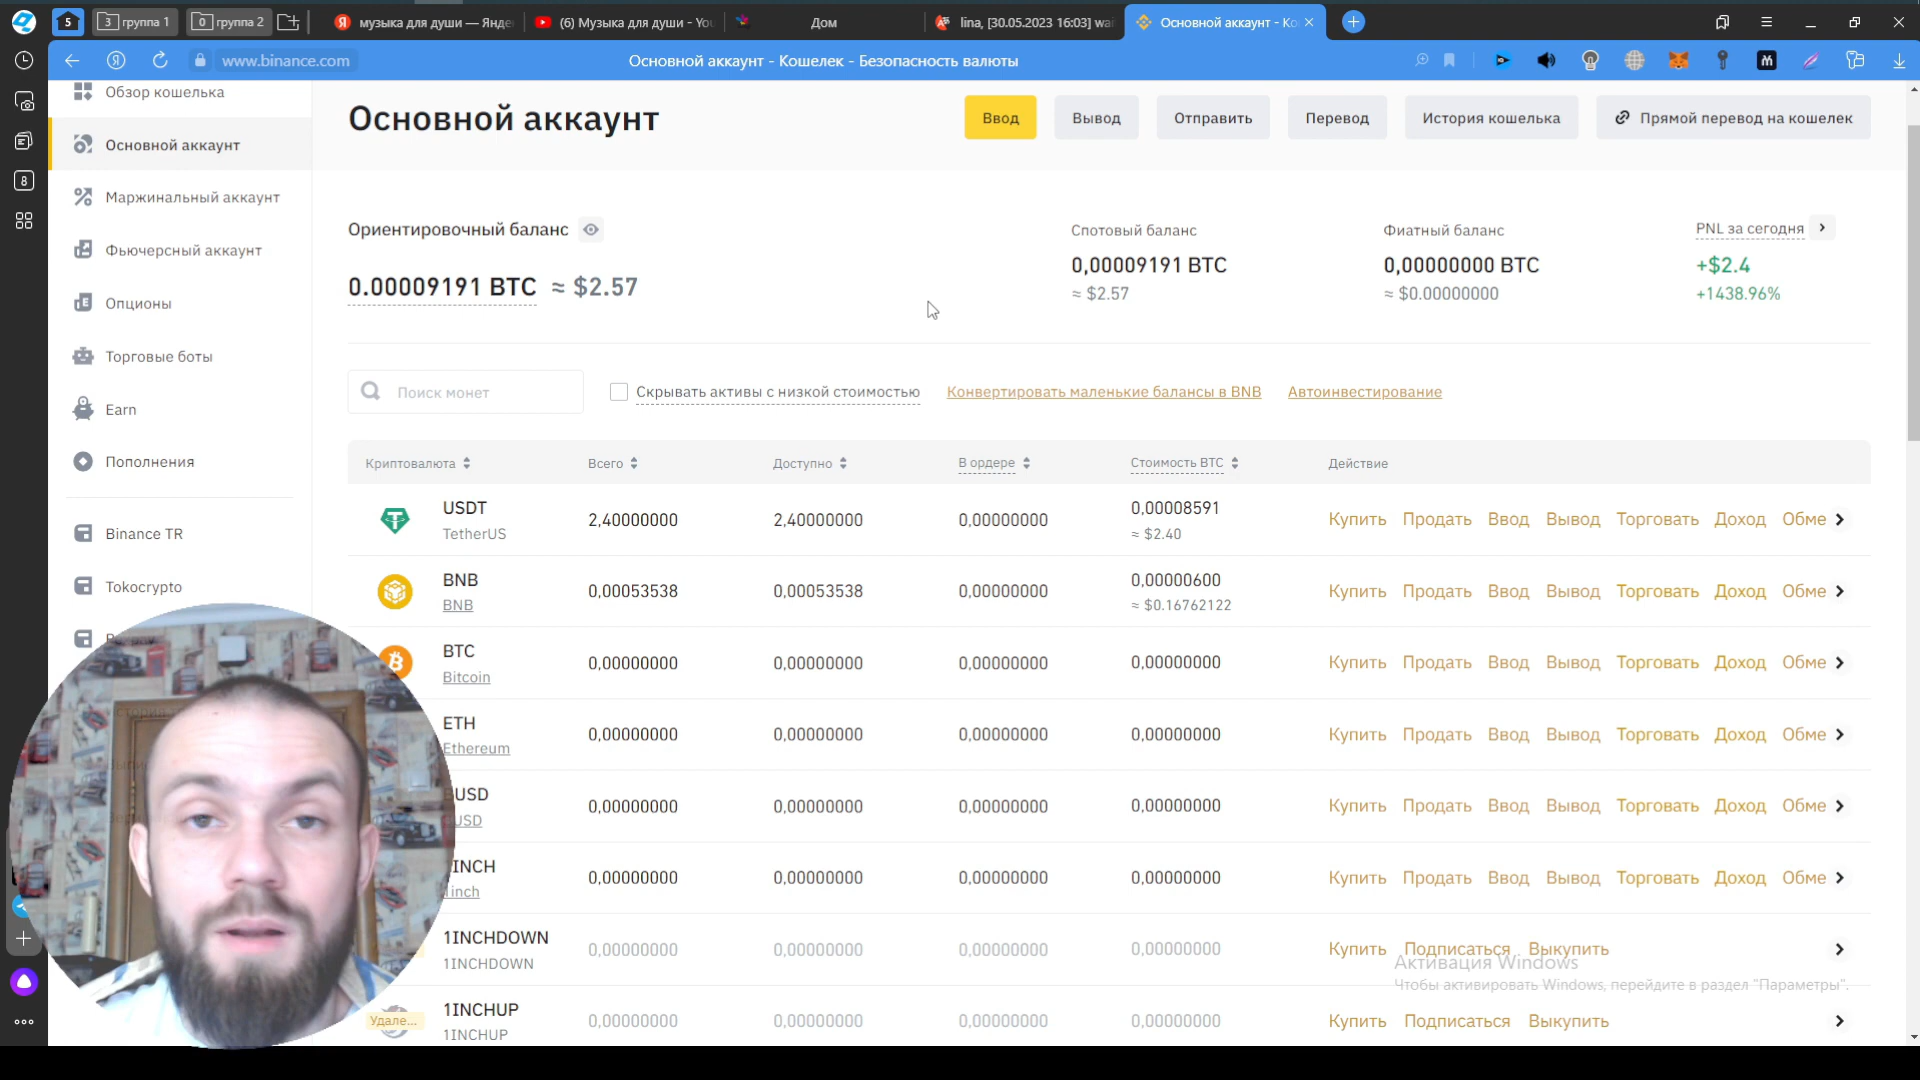 5
3 группа 1
0 группа 2
музыка для души — Янде
(6) Музыка для души - You
Дом
lina, [30.05.2023 16:03] wai
Основной аккаунт - Ко
www.binance.com
Основной аккаунт - Кошелек - Безопасность валюты
8
Обзор кошелька
Основной аккаунт
Маржинальный аккаунт
Фьючерсный аккаунт
Опционы
Торговые боты
Earn
Пополнения
Binance TR
Tokocrypto
Основной аккаунт
Ввод
Вывод
Отправить
Перевод
История кошелька
Прямой перевод на кошелек
Ориентировочный баланс
0.00009191 BTC ≈ $2.57
Спотовый баланс
0,00009191 BTC
≈ $2.57
Фиатный баланс
0,00000000 BTC
≈ $0.00000000
PNL за сегодня
+$2.4
+1438.96%
Поиск монет
Скрывать активы с низкой стоимостью
Конвертировать маленькие балансы в BNB
Автоинвестирование
Криптовалюта Всего Доступно В ордере Стоимость BTC Действие
USDT 2,40000000 2,40000000 0,00000000 0,00008591 Купить Продать Ввод Вывод Торговать Доход Обме
TetherUS ≈ $2.40
BNB 0,00053538 0,00053538 0,00000000 0,00000600 Купить Продать Ввод Вывод Торговать Доход Обме
BNB ≈ $0.16762122
BTC 0,00000000 0,00000000 0,00000000 0,00000000 Купить Продать Ввод Вывод Торговать Доход Обме
Bitcoin
ETH 0,00000000 0,00000000 0,00000000 0,00000000 Купить Продать Ввод Вывод Торговать Доход Обме
Ethereum
USD 0,00000000 0,00000000 0,00000000 0,00000000 Купить Продать Ввод Вывод Торговать Доход Обме
USD
INCH 0,00000000 0,00000000 0,00000000 0,00000000 Купить Продать Ввод Вывод Торговать Доход Обме
inch
1INCHDOWN 0,00000000 0,00000000 0,00000000 0,00000000 Купить Подписаться Выкупить
1INCHDOWN
Активация Windows
Чтобы активировать Windows, перейдите в раздел "Параметры".
1INCHUP 0,00000000 0,00000000 0,00000000 0,00000000 Купить Подписаться Выкупить
Удале...
1INCHUP